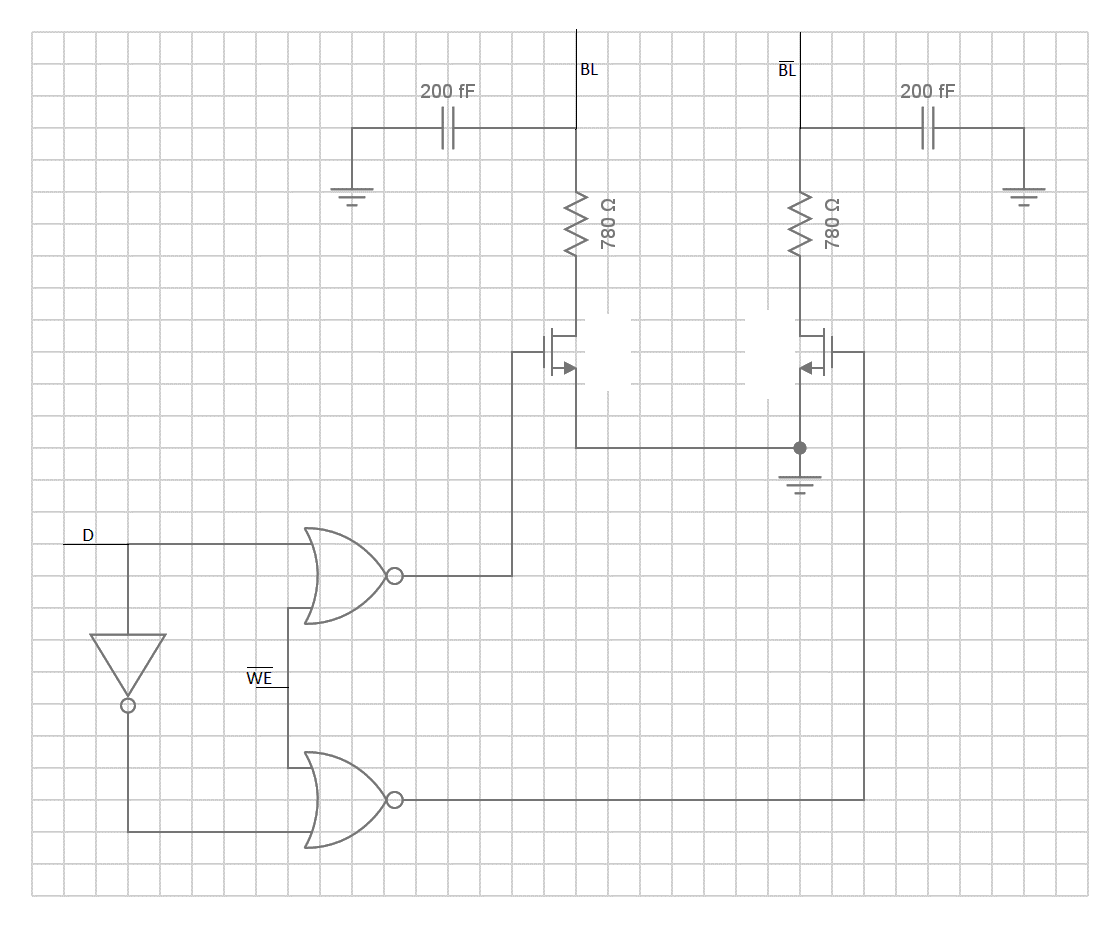 BL
B̅L̅
200 fF
200 fF
780 Ω
780 Ω
D
W̅E̅